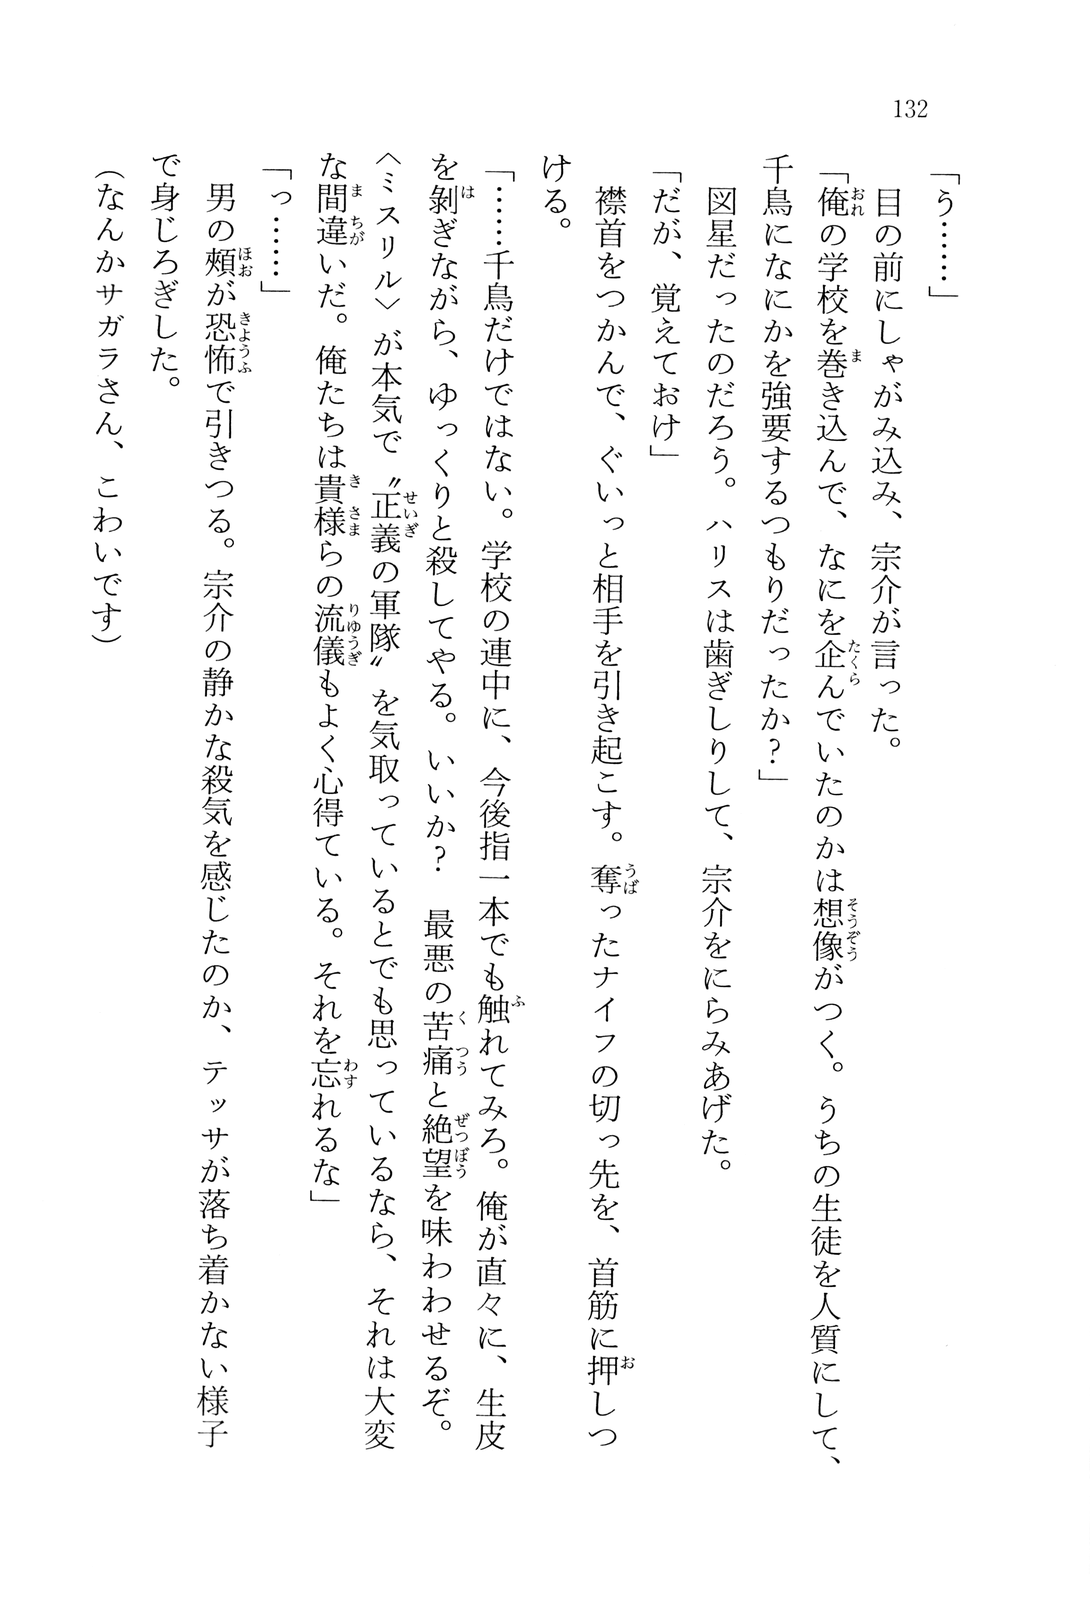 132
「う……」
目の前にしゃがみ込み、宗介が言った。
「俺の学校を巻き込んで、なにを企んでいたのかは想像がつく。うちの生徒を人質にして、
千鳥になにかを強要するつもりだったか？」
図星だったのだろう。ハリスは歯ぎしりして、宗介をにらみあげた。
「だが、覚えておけ」
襟首をつかんで、ぐいっと相手を引き起こす。奪ったナイフの切っ先を、首筋に押しつ
ける。
「……千鳥だけではない。学校の連中に、今後指一本でも触れてみろ。俺が直々に、生皮
を剝ぎながら、ゆっくりと殺してやる。いいか？　最悪の苦痛と絶望を味わわせるぞ。
〈ミスリル〉が本気で〝正義の軍隊〟を気取っているとでも思っているなら、それは大変
な間違いだ。俺たちは貴様らの流儀もよく心得ている。それを忘れるな」
「っ……」
男の頰が恐怖で引きつる。宗介の静かな殺気を感じたのか、テッサが落ち着かない様子
で身じろぎした。
（なんかサガラさん、こわいです）